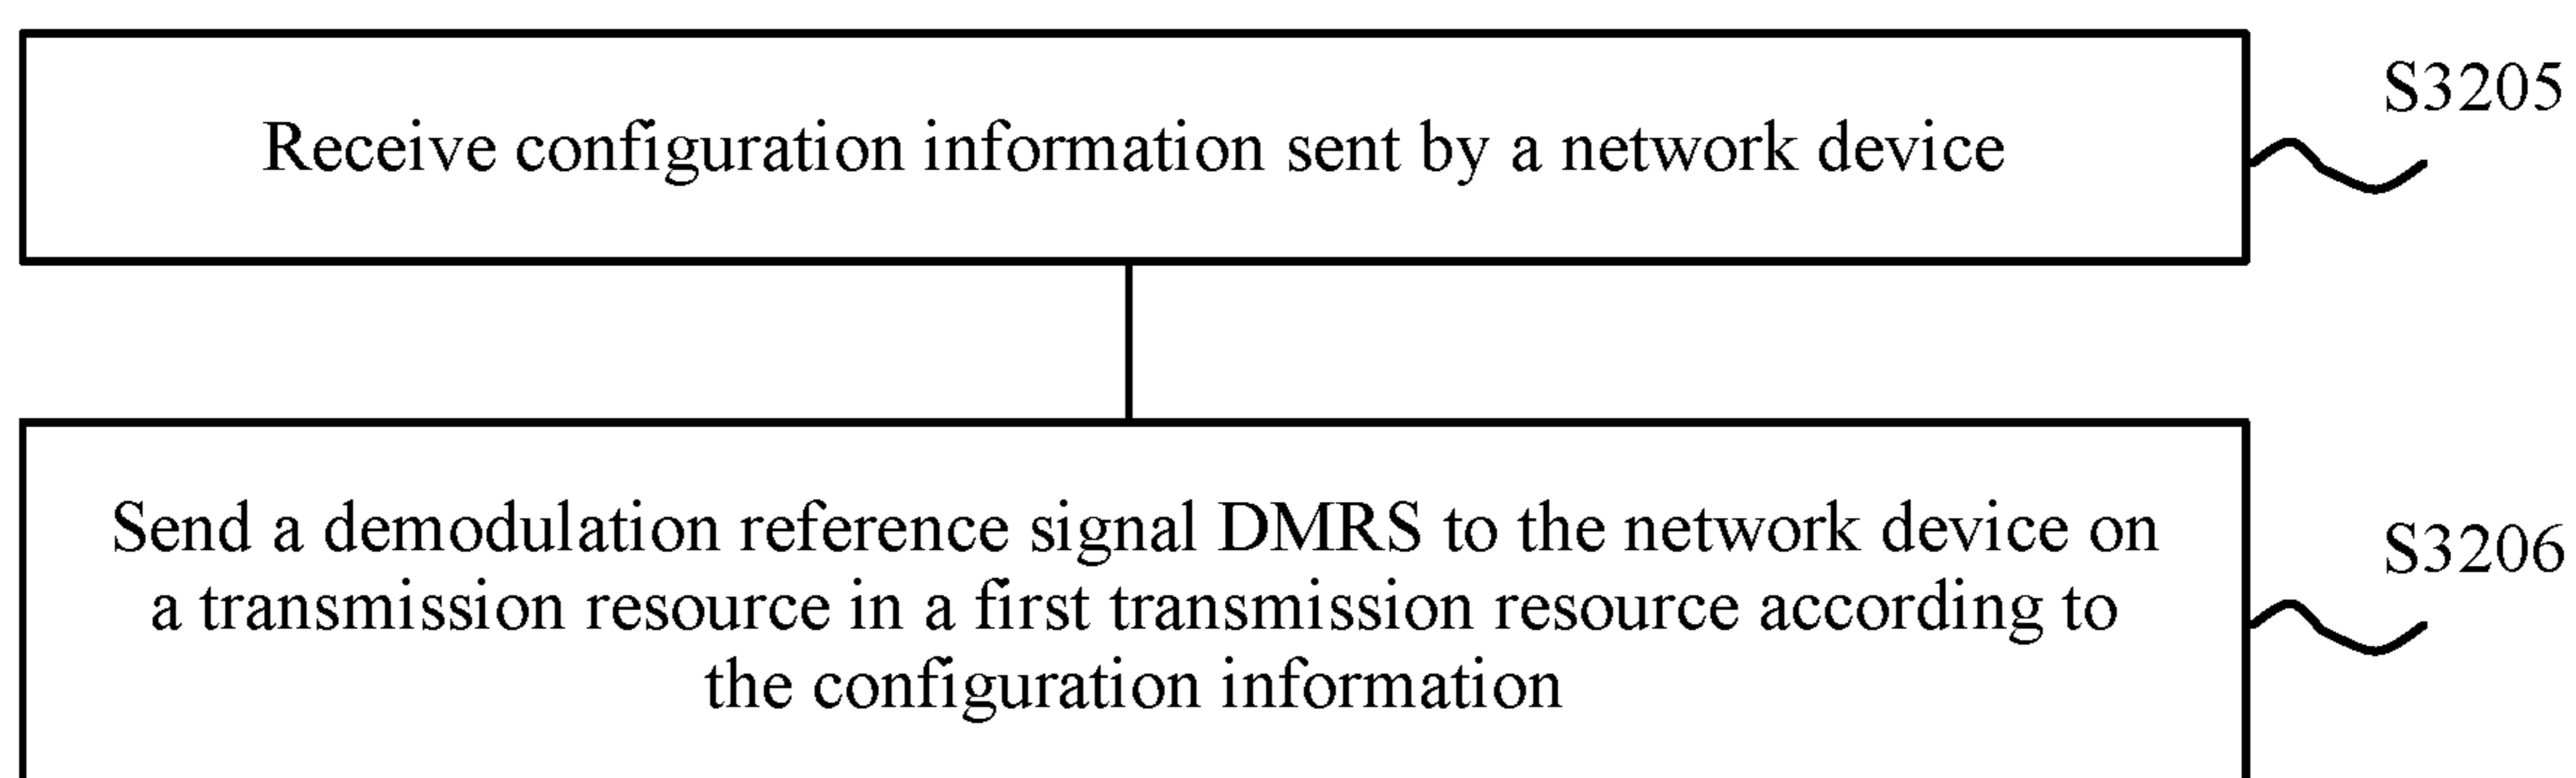 S3205
Receive configuration information sent by a network device
Send a demodulation reference signal DMRS to the network device on
a transmission resource in a first transmission resource according to
the configuration information
S3206